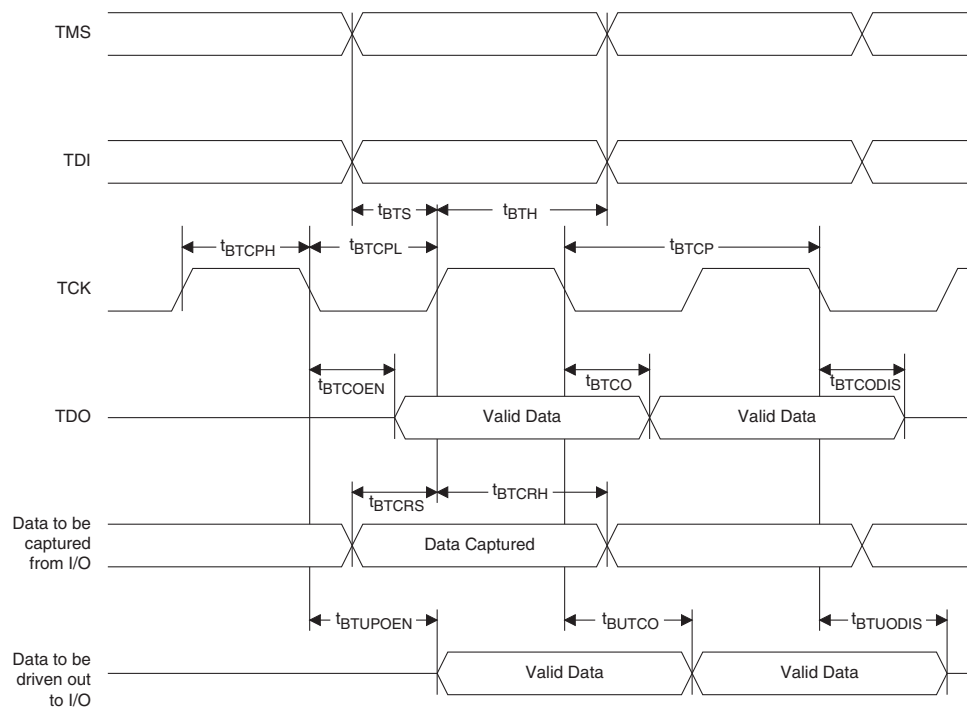 TMS
TDI
tBTS
tBTH
tBTCPH
tBTCPL
tBTCP
TCK
tBTCOEN
tBTCO
tBTCODIS
TDO
Valid Data
Valid Data
tBTCRS
tBTCRH
Data to be
captured
from I/O
Data Captured
tBTUPOEN
tBUTCO
tBTUODIS
Data to be
driven out
to I/O
Valid Data
Valid Data